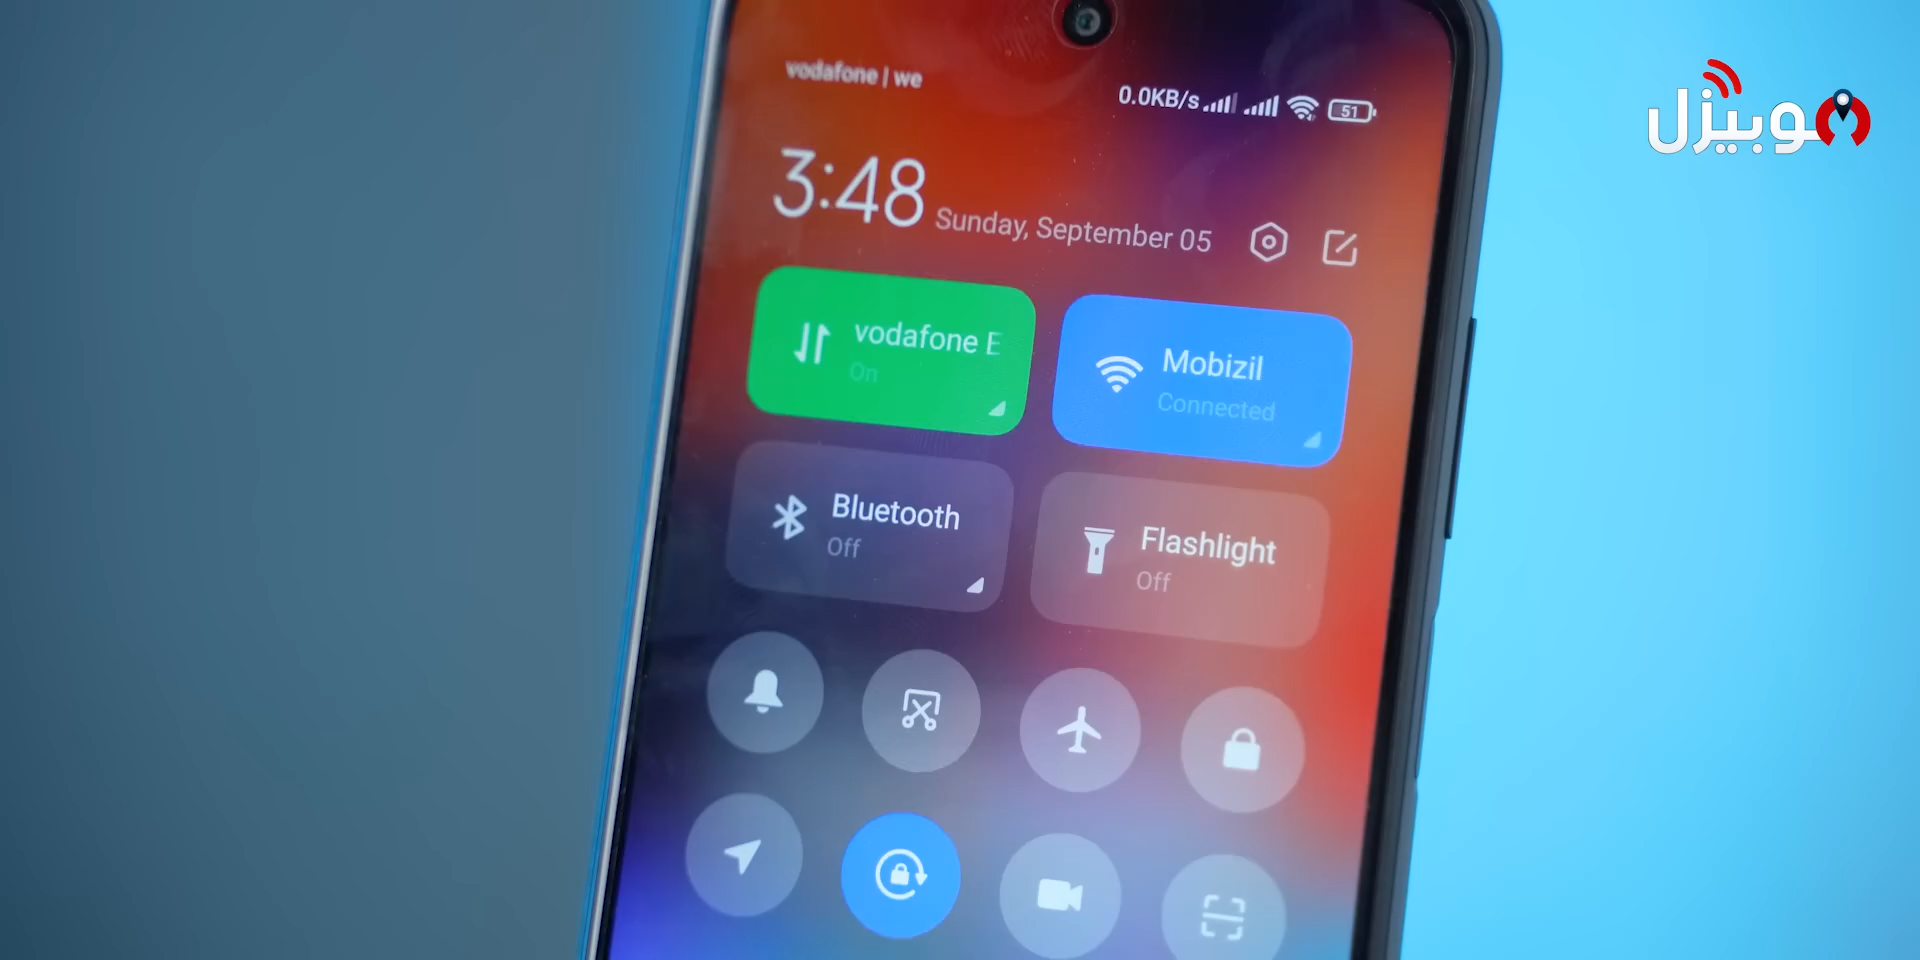 vodafone | we
0.0KB/s 51
موبيزل
3:48 Sunday, September 05
vodafone E
On
Mobizil
Connected
Bluetooth
Off
Flashlight
Off